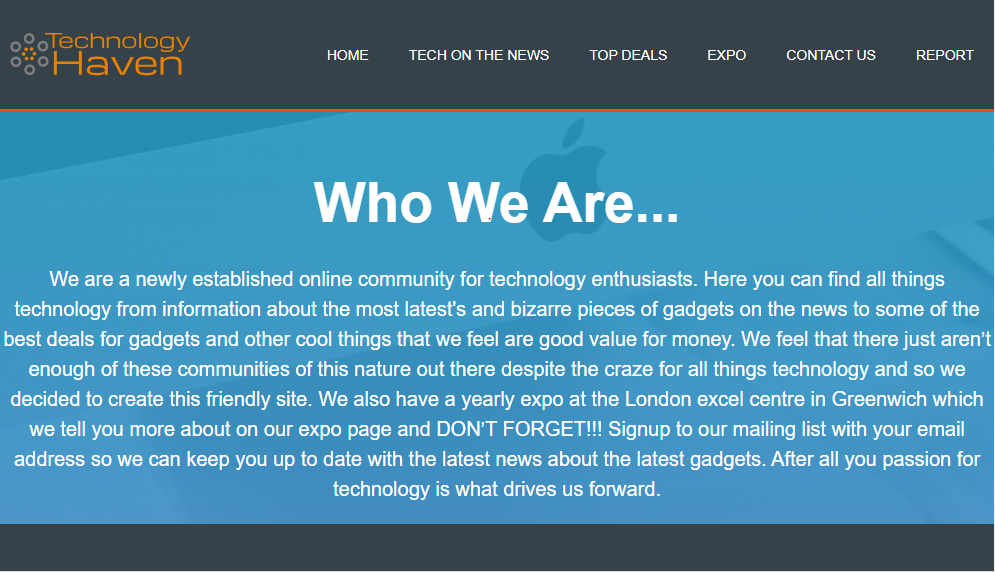 Technology
Haven
HOME TECH ON THE NEWS TOP DEALS EXPO CONTACT US REPORT
Who We Are...
We are a newly established online community for technology enthusiasts. Here you can find all things
technology from information about the most latest's and bizarre pieces of gadgets on the news to some of the
best deals for gadgets and other cool things that we feel are good value for money. We feel that there just aren’t
enough of these communities of this nature out there despite the craze for all things technology and so we
decided to create this friendly site. We also have a yearly expo at the London excel centre in Greenwich which
we tell you more about on our expo page and DON’T FORGET!!! Signup to our mailing list with your email
address so we can keep you up to date with the latest news about the latest gadgets. After all you passion for
technology is what drives us forward.